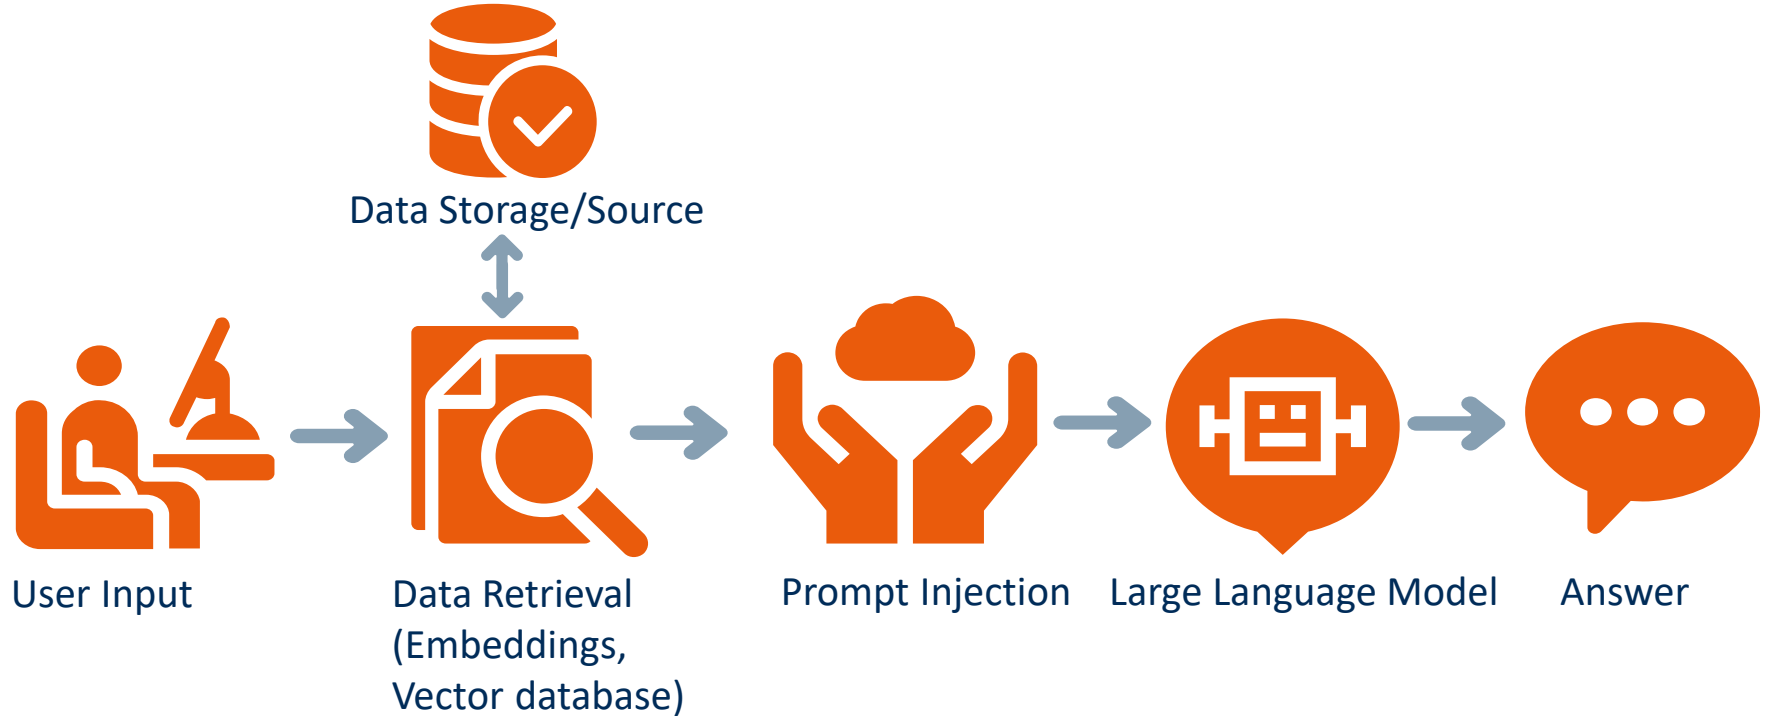 Data Storage/Source
User Input
Data Retrieval
(Embeddings,
Vector database)
Prompt Injection
Large Language Model
Answer